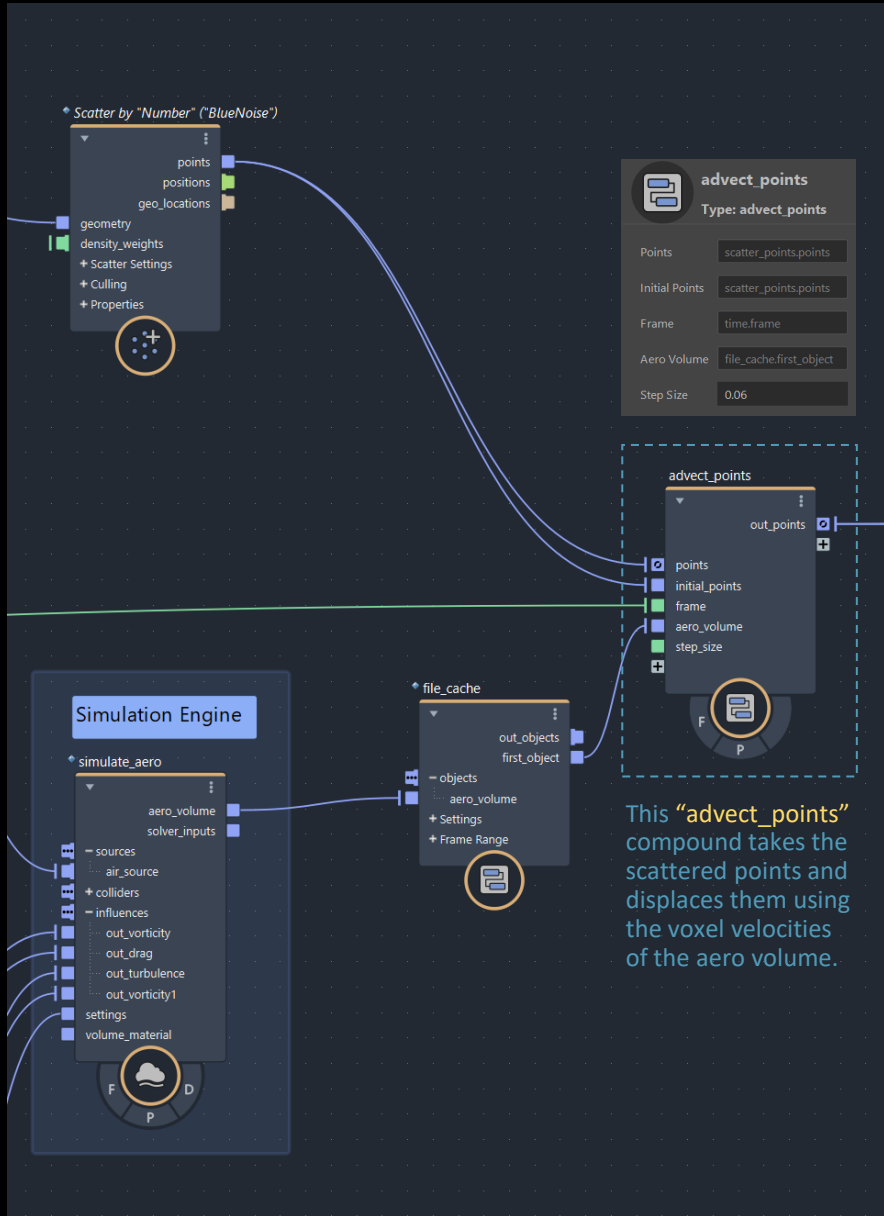 Scatter by "Number" ("BlueNoise")
points
positions
geo_locations
geometry
density_weights
+ Scatter Settings
+ Culling
+ Properties
advect_points
Type: advect_points
Points scatter_points.points
Initial Points scatter_points.points
Frame time.frame
Aero Volume file_cache.first_object
Step Size 0.06
advect_points
out_points
points
initial_points
frame
aero_volume
step_size
F
P
Simulation Engine
simulate_aero
aero_volume
solver_inputs
sources
air_source
+ colliders
influences
out_vorticity
out_drag
out_turbulence
out_vorticity1
settings
volume_material
F D
P
file_cache
out_objects
first_object
objects
aero_volume
+ Settings
+ Frame Range
This “advect_points”
compound takes the
scattered points and
displaces them using
the voxel velocities
of the aero volume.